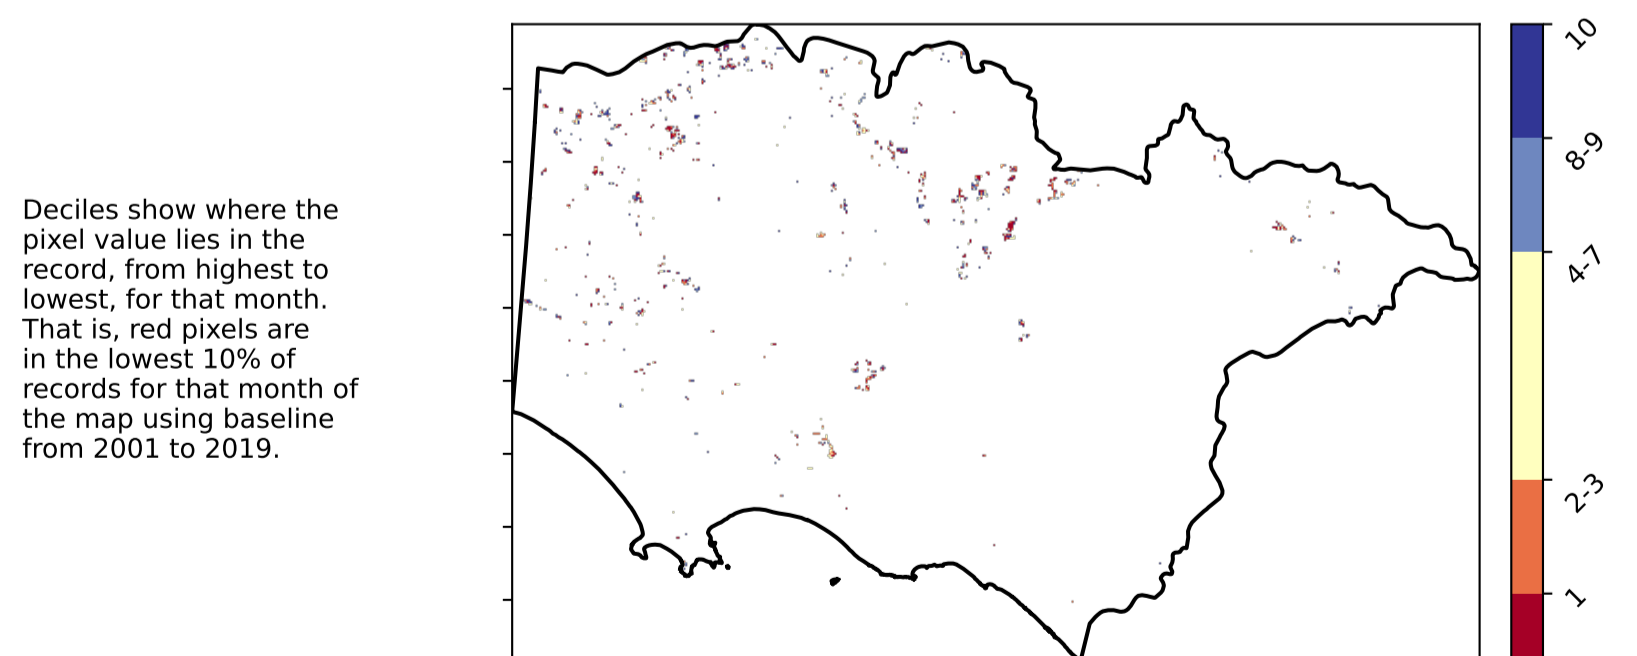 Deciles show where the
pixel value lies in the
record, from highest to
lowest, for that month.
That is, red pixels are
in the lowest 10% of
records for that month of
the map using baseline
from 2001 to 2019.
10
8-9
4-7
2-3
1